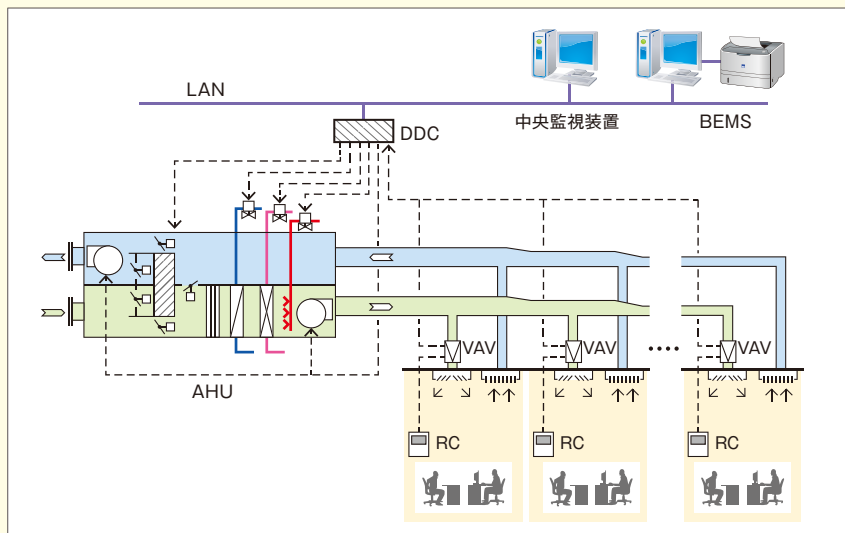 LAN
DDC
中央監視装置
BEMS
AHU
VAV
VAV
VAV
RC
RC
RC